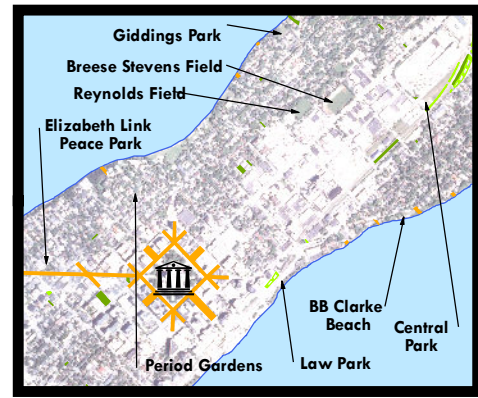 Giddings Park
Breese Stevens Field
Reynolds Field
Elizabeth Link
Peace Park
BB Clarke
Beach
Central
Park
Period Gardens
Law Park